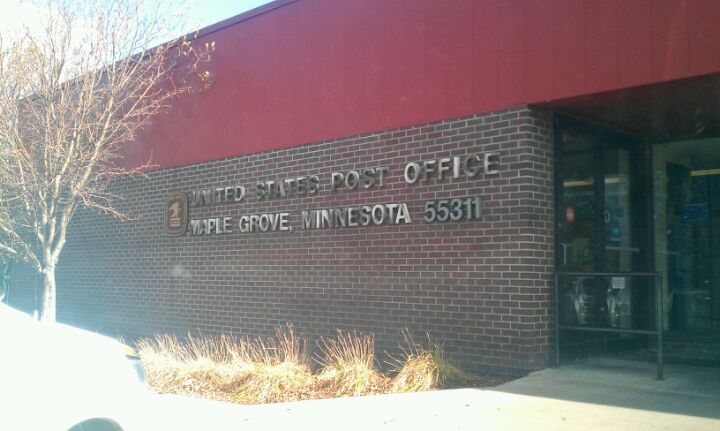 UNITED STATES POST OFFICE
MAPLE GROVE, MINNESOTA 55311